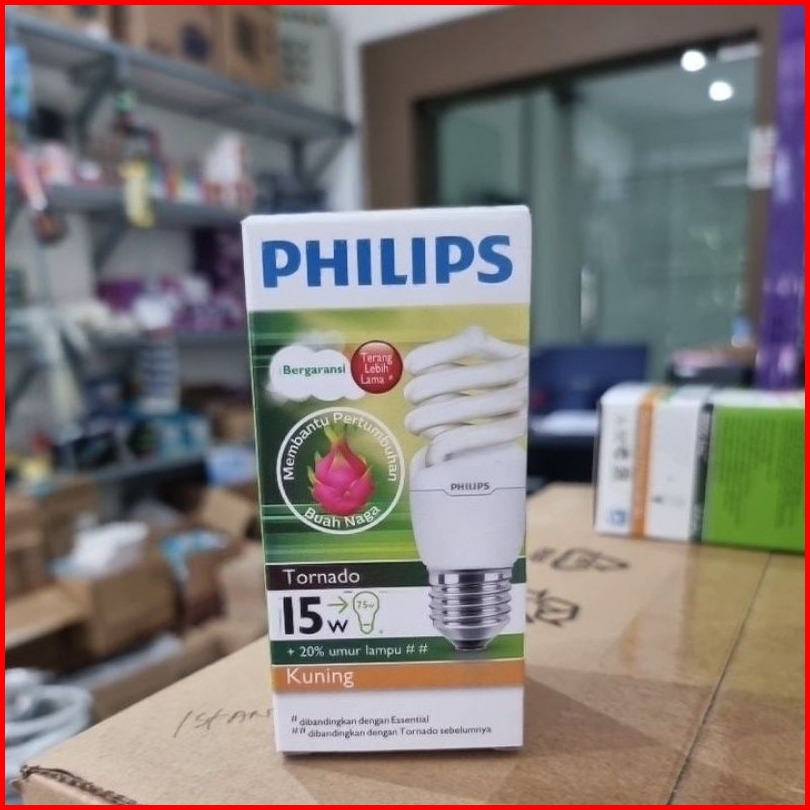 PHILIPS
Bergaransi
Terang
Lebih
Lama #
Membantu Pertumbuhan
Buah Naga
PHILIPS
Tornado
15w
75w
+ 20% umur lampu ##
Kuning
# dibandingkan dengan Essential
## dibandingkan dengan Tornado sebelumnya